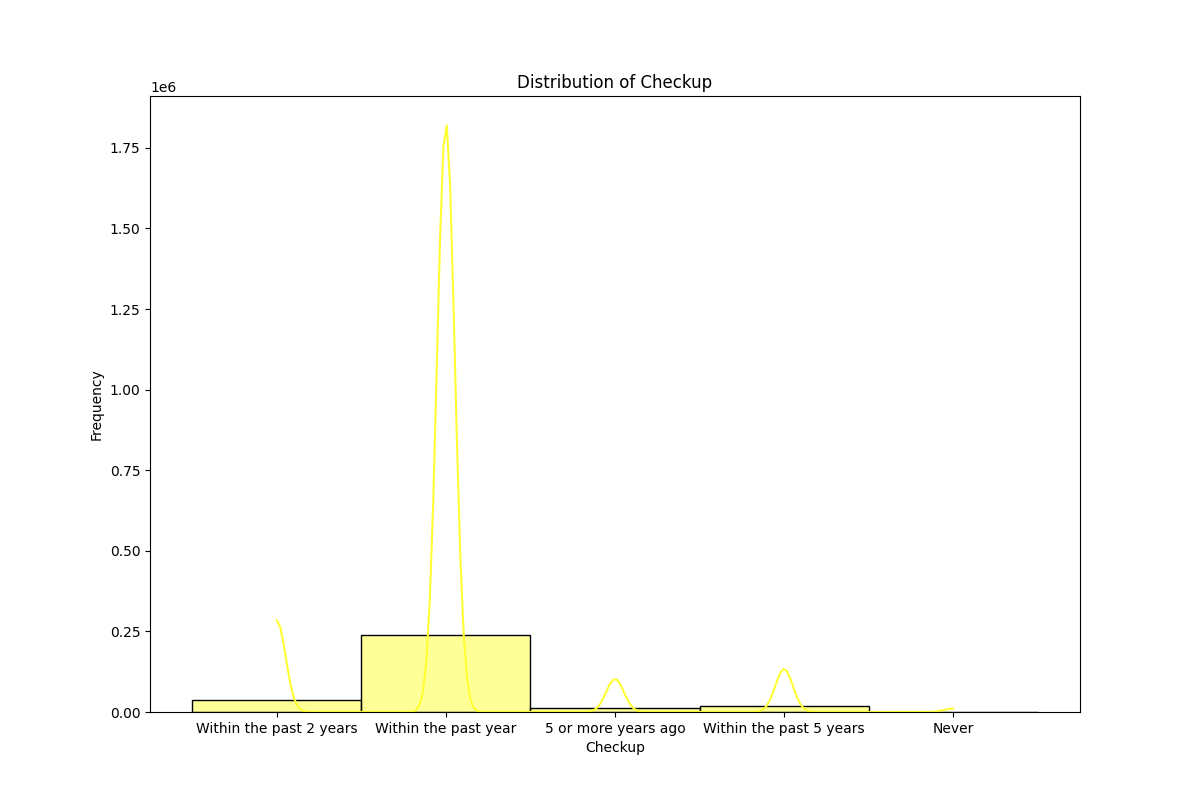 Distribution of Checkup
1e6
1.75
1.50
1.25
1.00
0.75
0.50
0.25
0.00
Frequency
Within the past 2 years
Within the past year
5 or more years ago
Within the past 5 years
Never
Checkup